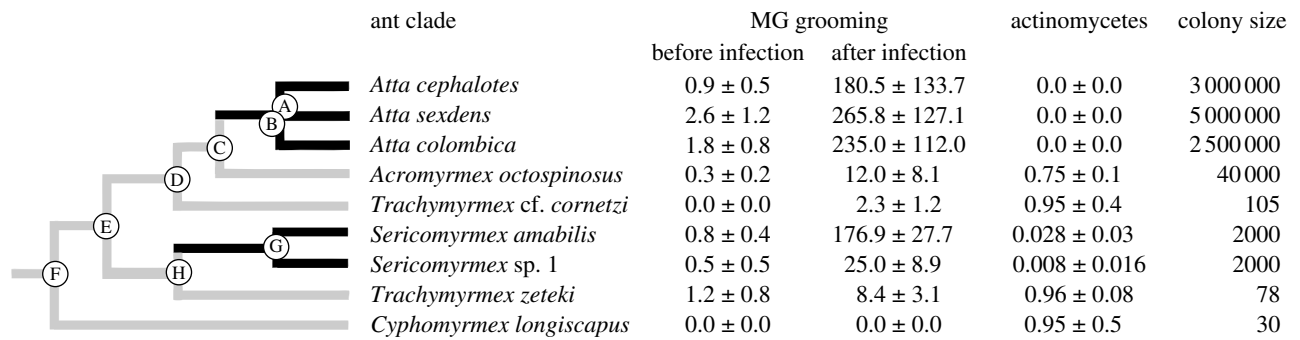 ant clade MG grooming actinomycetes colony size
before infection after infection
Atta cephalotes 0.9 ± 0.5 180.5 ± 133.7 0.0 ± 0.0 3 000 000
A
Atta sexdens 2.6 ± 1.2 265.8 ± 127.1 0.0 ± 0.0 5 000 000
B
Atta colombica 1.8 ± 0.8 235.0 ± 112.0 0.0 ± 0.0 2 500 000
C
Acromyrmex octospinosus 0.3 ± 0.2 12.0 ± 8.1 0.75 ± 0.1 40 000
D
Trachymyrmex cf. cornetzi 0.0 ± 0.0 2.3 ± 1.2 0.95 ± 0.4 105
E
Sericomyrmex amabilis 0.8 ± 0.4 176.9 ± 27.7 0.028 ± 0.03 2000
G
Sericomyrmex sp. 1 0.5 ± 0.5 25.0 ± 8.9 0.008 ± 0.016 2000
F H
Trachymyrmex zeteki 1.2 ± 0.8 8.4 ± 3.1 0.96 ± 0.08 78
Cyphomyrmex longiscapus 0.0 ± 0.0 0.0 ± 0.0 0.95 ± 0.5 30